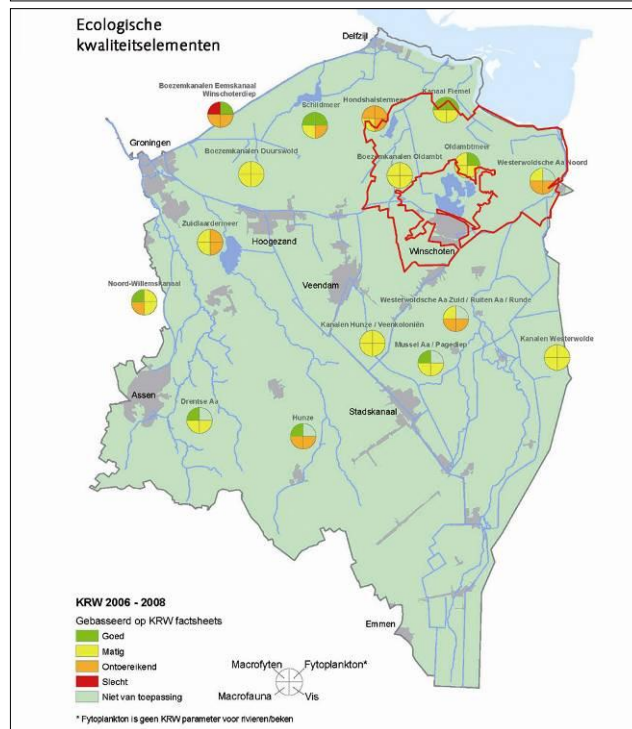 Ecologische
kwaliteitselementen
Delfzijl
Boezemkanalen Eemskanaal
Winschoterdiep
Schildmeer
Hondshalstermeer
Kanaal Fiemel
Groningen
Boezemkanalen Duurswold
Boezemkanalen Oldambt
Oldambtmeer
Westerwoldsche Aa Noord
Zuidlaardermeer
Hoogezand
Winschoten
Veendam
Noord-Willemskanaal
Westerwoldsche Aa Zuid / Ruiten Aa / Runde
Kanalen Hunze / Veenkoloniën
Mussel Aa / Pagediep
Kanalen Westerwolde
Assen
Drentse Aa
Hunze
Stadskanaal
Emmen
KRW 2006 - 2008
Gebasseerd op KRW factsheets
Goed
Matig
Ontoereikend
Slecht
Niet van toepassing
Macrofyten
Fytoplankton*
Macrofauna
Vis
* Fytoplankton is geen KRW parameter voor rivieren/beken